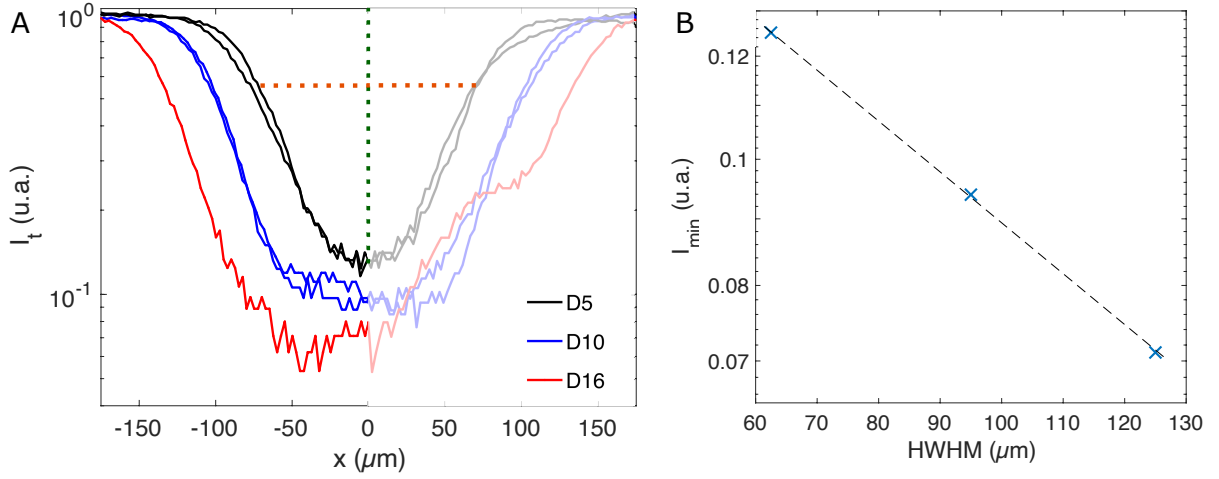 A
10^0
10^-1
I_t (u.a.)
-150 -100 -50 0 50 100 150
x (μm)
D5
D10
D16
B
0.12
0.1
0.08
0.07
I_min (u.a.)
60 70 80 90 100 110 120 130
HWHM (μm)